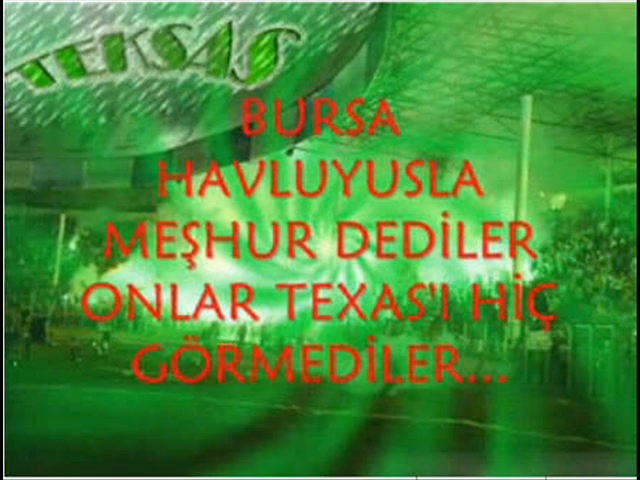 TEKSAS
BURSA
HAVLUYUSLA
MEŞHUR DEDİLER
ONLAR TEXAS'I HİÇ
GÖRMEDİLER...